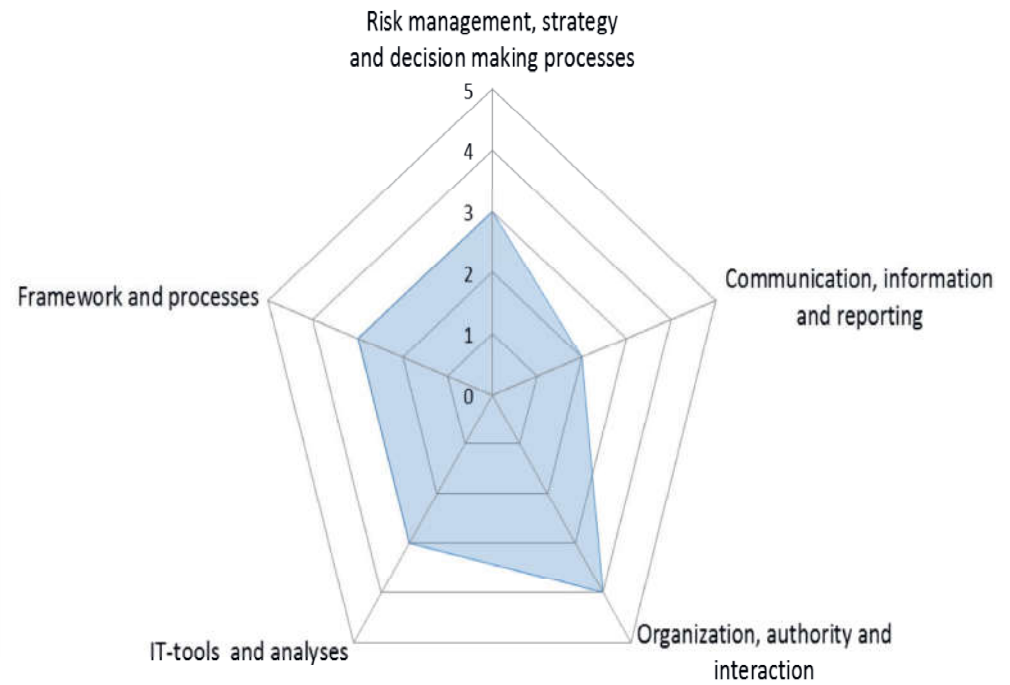 Risk management, strategy
and decision making processes
5
4
3
2
1
0
Communication, information
and reporting
Framework and processes
Organization, authority and
interaction
IT-tools and analyses